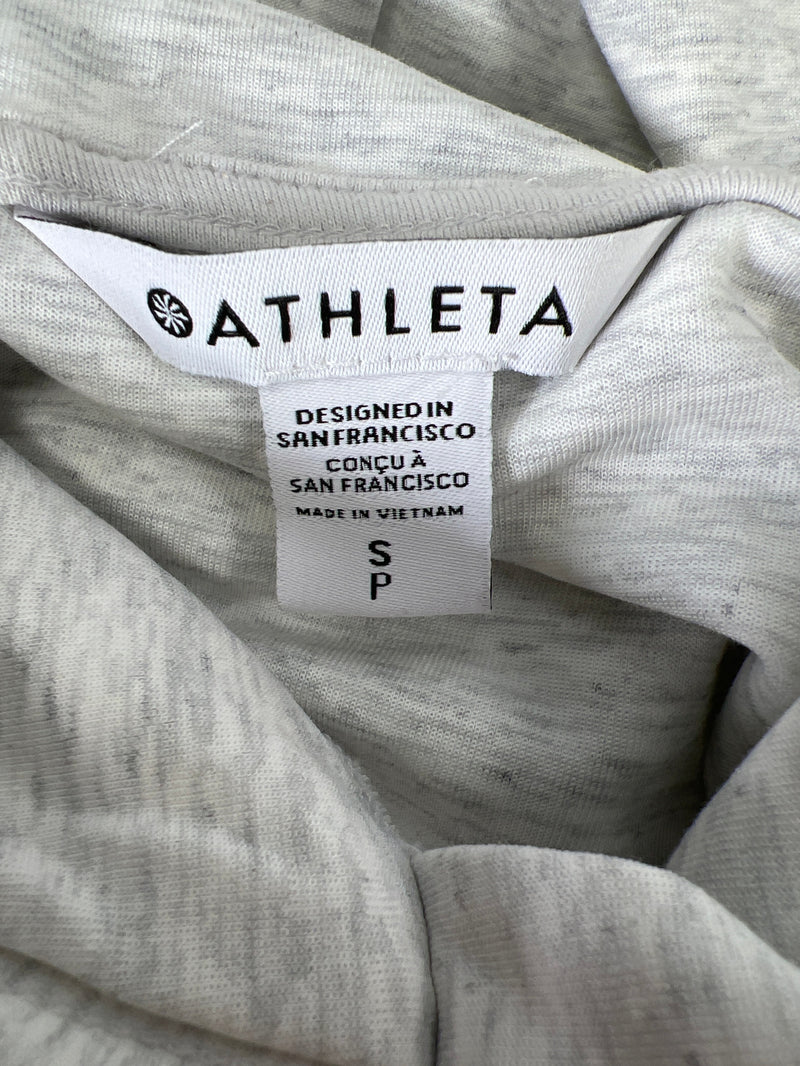 ATHLETA
DESIGNED IN
SAN FRANCISCO
CONÇU À
SAN FRANCISCO
MADE IN VIETNAM
S
P